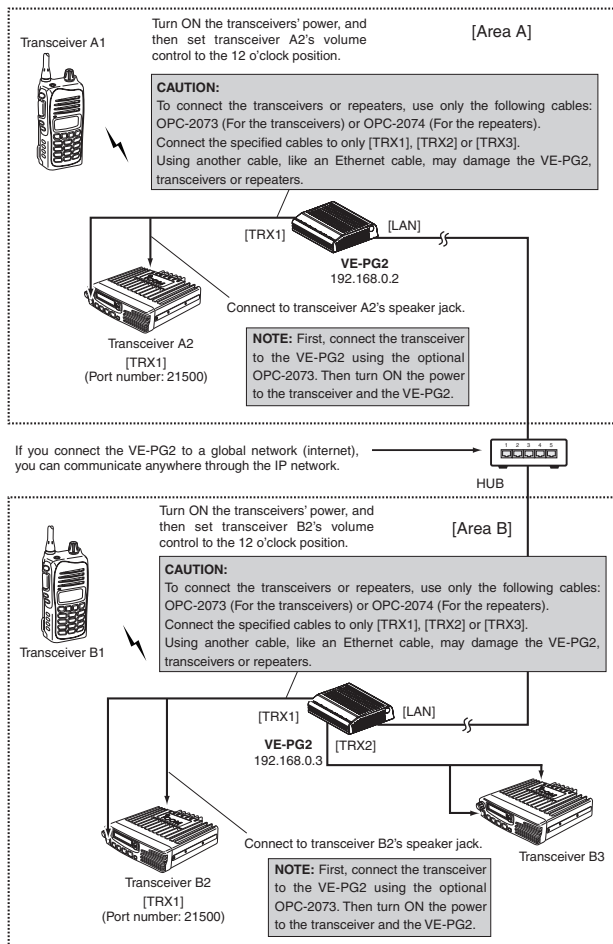 Turn ON the transceivers' power, and
then set transceiver A2's volume
control to the 12 o'clock position.
[Area A]
Transceiver A1
CAUTION:
To connect the transceivers or repeaters, use only the following cables:
OPC-2073 (For the transceivers) or OPC-2074 (For the repeaters).
Connect the specified cables to only [TRX1], [TRX2] or [TRX3].
Using another cable, like an Ethernet cable, may damage the VE-PG2,
transceivers or repeaters.
[TRX1]
[LAN]
VE-PG2
192.168.0.2
Connect to transceiver A2's speaker jack.
Transceiver A2
[TRX1]
(Port number: 21500)
NOTE: First, connect the transceiver
to the VE-PG2 using the optional
OPC-2073. Then turn ON the power
to the transceiver and the VE-PG2.
If you connect the VE-PG2 to a global network (internet),
you can communicate anywhere through the IP network.
1 2 3 4 5
HUB
Turn ON the transceivers' power, and
then set transceiver B2's volume
control to the 12 o'clock position.
[Area B]
Transceiver B1
CAUTION:
To connect the transceivers or repeaters, use only the following cables:
OPC-2073 (For the transceivers) or OPC-2074 (For the repeaters).
Connect the specified cables to only [TRX1], [TRX2] or [TRX3].
Using another cable, like an Ethernet cable, may damage the VE-PG2,
transceivers or repeaters.
[TRX1]
[LAN]
VE-PG2
[TRX2]
192.168.0.3
Connect to transceiver B2's speaker jack.
Transceiver B3
Transceiver B2
[TRX1]
(Port number: 21500)
NOTE: First, connect the transceiver
to the VE-PG2 using the optional
OPC-2073. Then turn ON the power
to the transceiver and the VE-PG2.